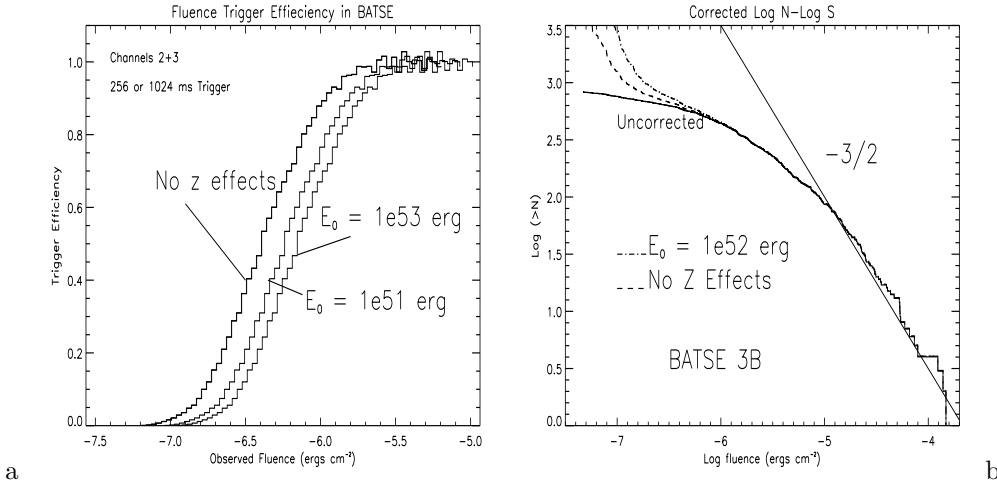 Fluence Trigger Effieciency in BATSE
Channels 2+3
256 or 1024 ms Trigger
No z effects
E₀ = 1e53 erg
E₀ = 1e51 erg
Trigger Efficiency
1.0
0.8
0.6
0.4
0.2
0.0
-7.5 -7.0 -6.5 -6.0 -5.5 -5.0
Observed Fluence (ergs cm⁻²)
a
Corrected Log N-Log S
Uncorrected
-3/2
E₀ = 1e52 erg
No Z Effects
BATSE 3B
Log (>N)
3.5
3.0
2.5
2.0
1.5
1.0
0.5
0.0
-7 -6 -5 -4
Log fluence (ergs cm⁻²)
b